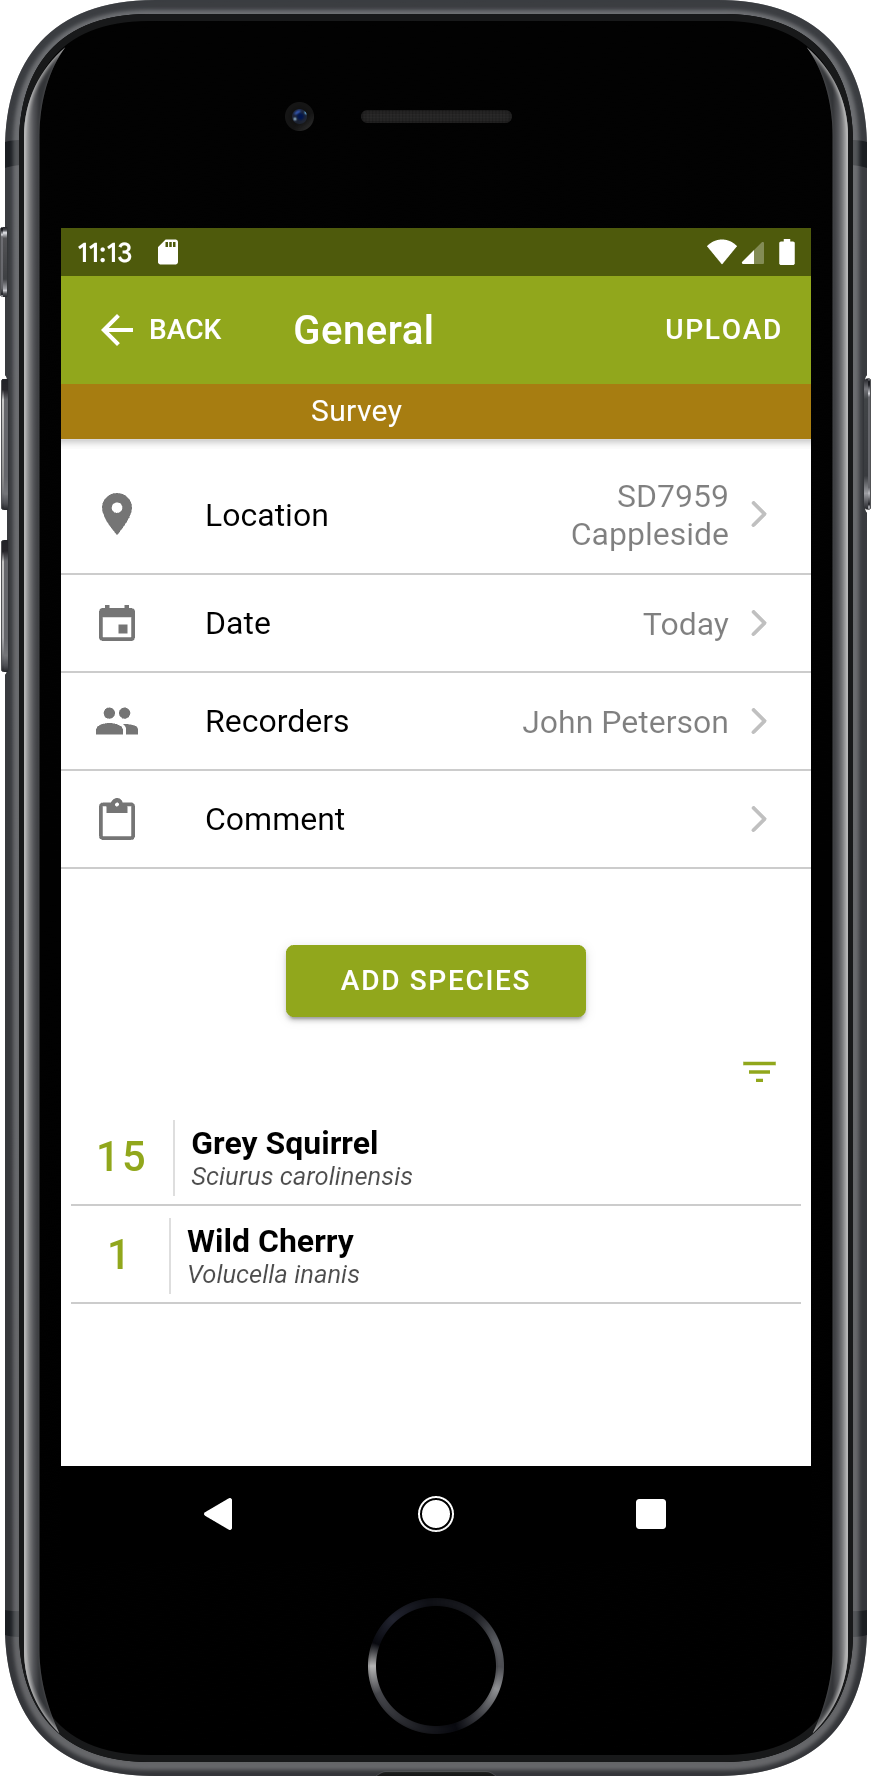 11:13
BACK General UPLOAD
Survey
Location SD7959
Cappleside
Date Today
Recorders John Peterson
Comment
ADD SPECIES
15 Grey Squirrel
Sciurus carolinensis
1 Wild Cherry
Volucella inanis